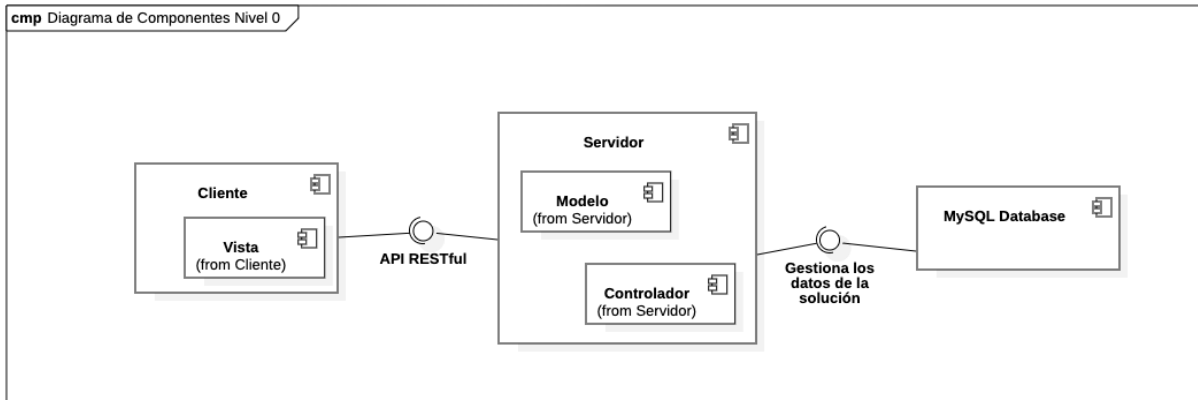 cmp Diagrama de Componentes Nivel 0
Cliente
Vista
(from Cliente)
API RESTful
Servidor
Modelo
(from Servidor)
Controlador
(from Servidor)
Gestiona los
datos de la
solución
MySQL Database